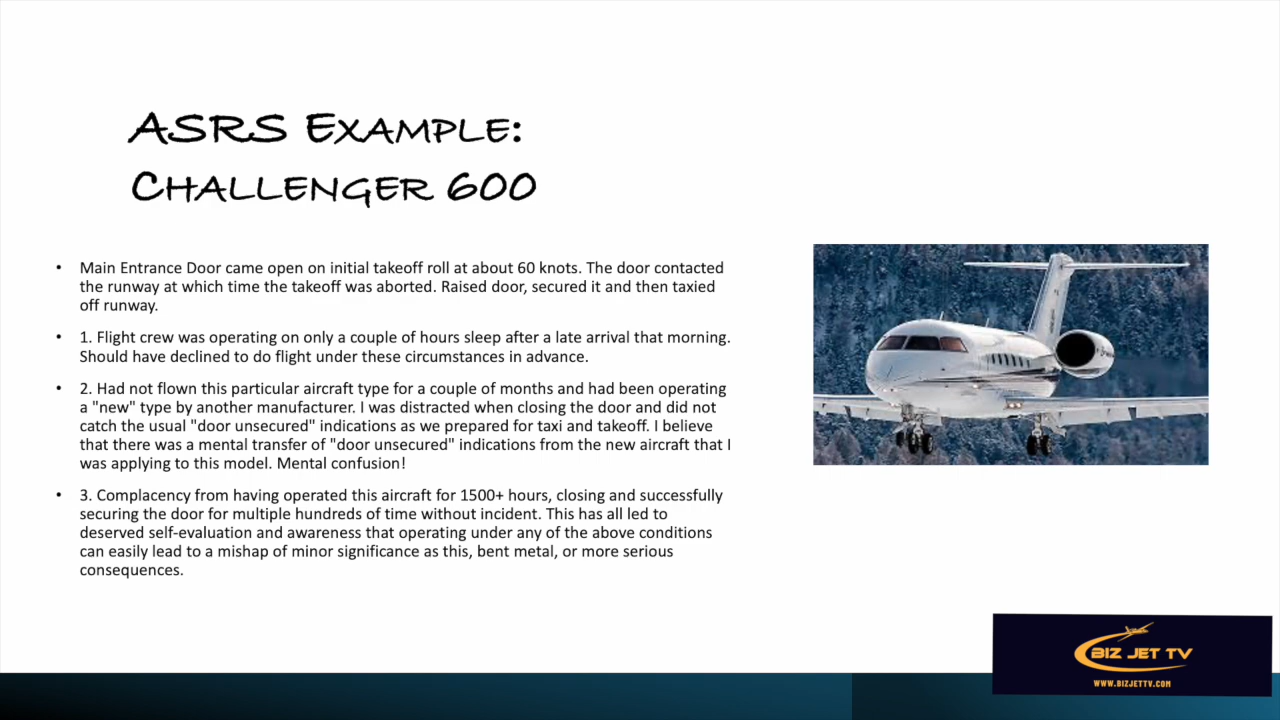 ASRS EXAMPLE:
CHALLENGER 600
• Main Entrance Door came open on initial takeoff roll at about 60 knots. The door contacted
the runway at which time the takeoff was aborted. Raised door, secured it and then taxied
off runway.
• 1. Flight crew was operating on only a couple of hours sleep after a late arrival that morning.
Should have declined to do flight under these circumstances in advance.
• 2. Had not flown this particular aircraft type for a couple of months and had been operating
a "new" type by another manufacturer. I was distracted when closing the door and did not
catch the usual "door unsecured" indications as we prepared for taxi and takeoff. I believe
that there was a mental transfer of "door unsecured" indications from the new aircraft that I
was applying to this model. Mental confusion!
• 3. Complacency from having operated this aircraft for 1500+ hours, closing and successfully
securing the door for multiple hundreds of time without incident. This has all led to
deserved self-evaluation and awareness that operating under any of the above conditions
can easily lead to a mishap of minor significance as this, bent metal, or more serious
consequences.
BIZ JET TV
WWW.BIZJETTV.COM